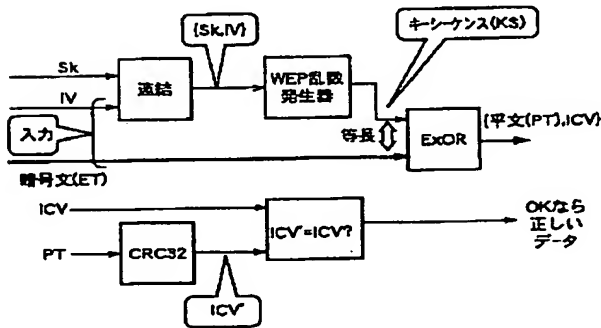 {Sk,IV}
キーシーケンス(KS)
Sk
IV
連結
WEP乱数
発生器
入力
等長
ExOR
{平文(PT),ICV}
暗号文(ET)
ICV
PT
CRC32
ICV'=ICV?
OKなら
正しい
データ
ICV'